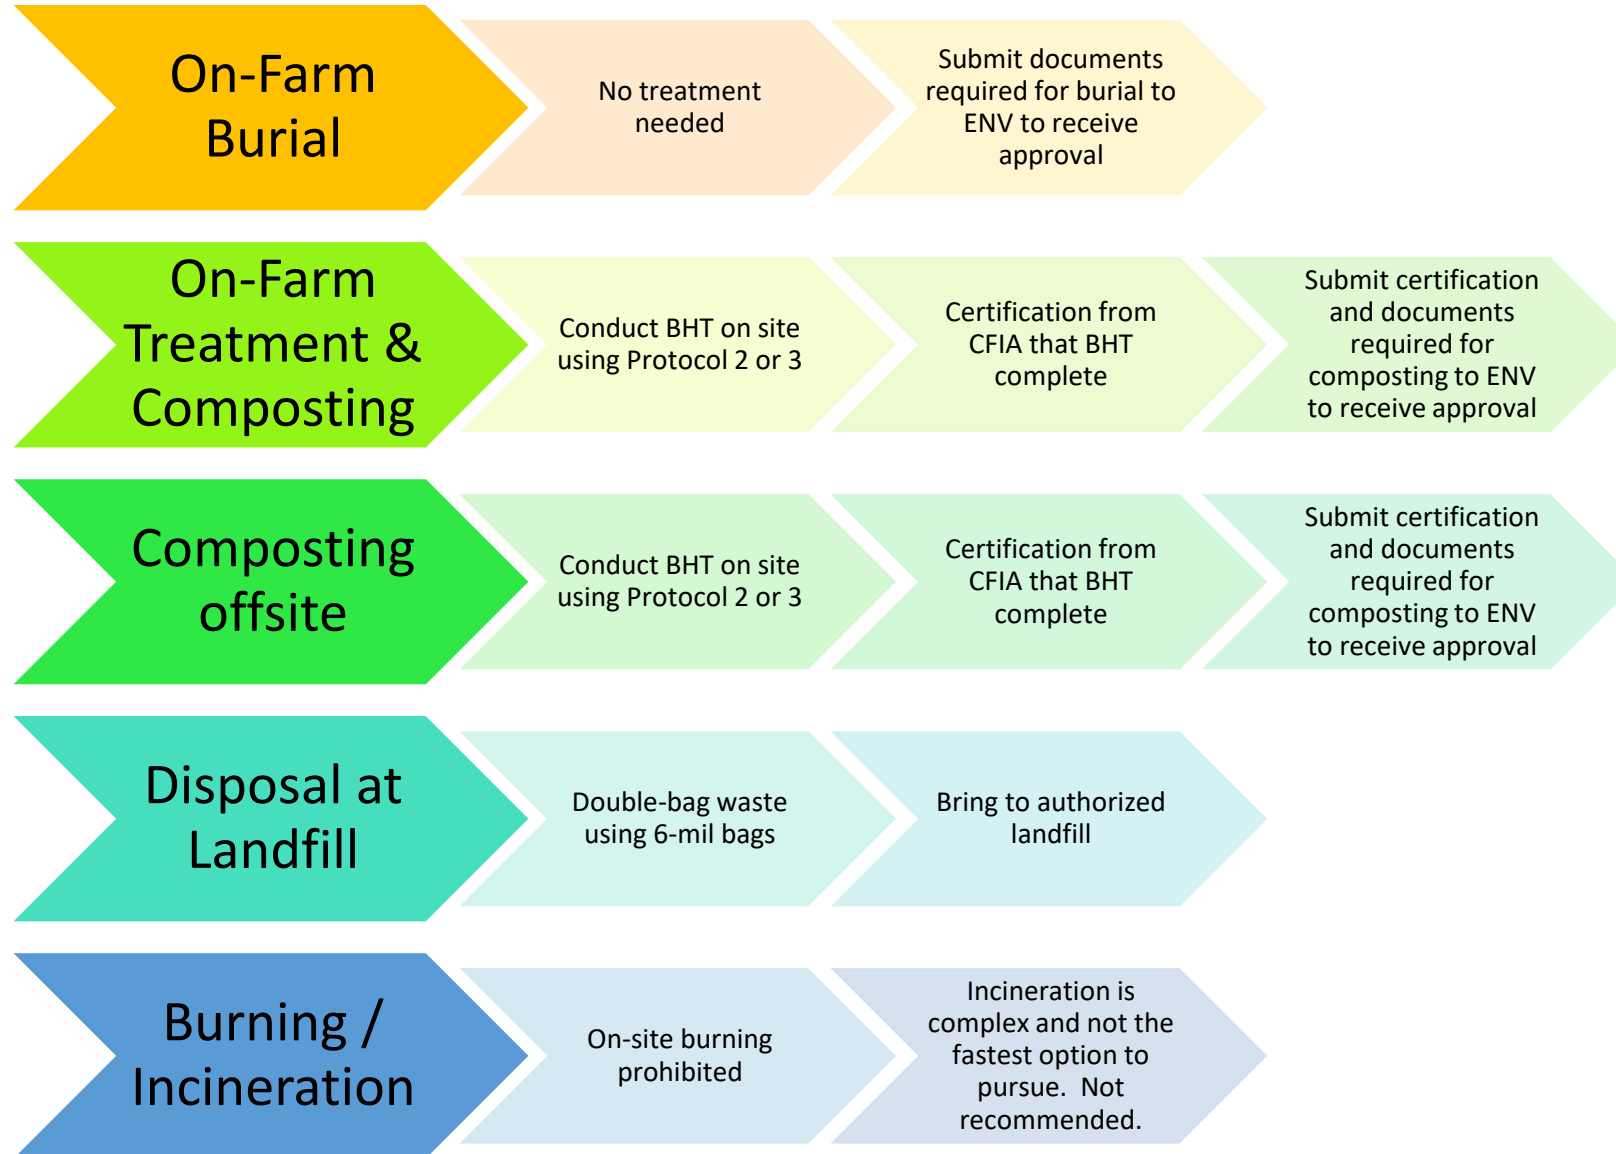 On-Farm
Burial
No treatment
needed
Submit documents
required for burial to
ENV to receive
approval
On-Farm
Treatment &
Composting
Conduct BHT on site
using Protocol 2 or 3
Certification from
CFIA that BHT
complete
Submit certification
and documents
required for
composting to ENV
to receive approval
Composting
offsite
Conduct BHT on site
using Protocol 2 or 3
Certification from
CFIA that BHT
complete
Submit certification
and documents
required for
composting to ENV
to receive approval
Disposal at
Landfill
Double-bag waste
using 6-mil bags
Bring to authorized
landfill
Burning /
Incineration
On-site burning
prohibited
Incineration is
complex and not the
fastest option to
pursue.  Not
recommended.